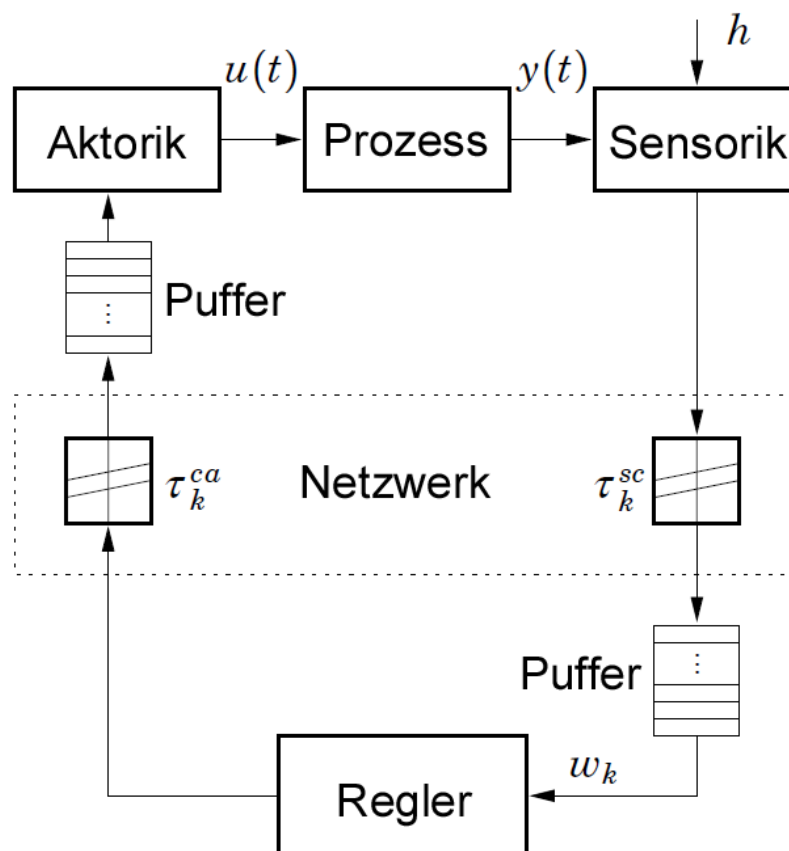 h
u(t)
y(t)
Aktorik
Prozess
Sensorik
Puffer
⋮
τ_k^{ca}
Netzwerk
τ_k^{sc}
Puffer
⋮
w_k
Regler